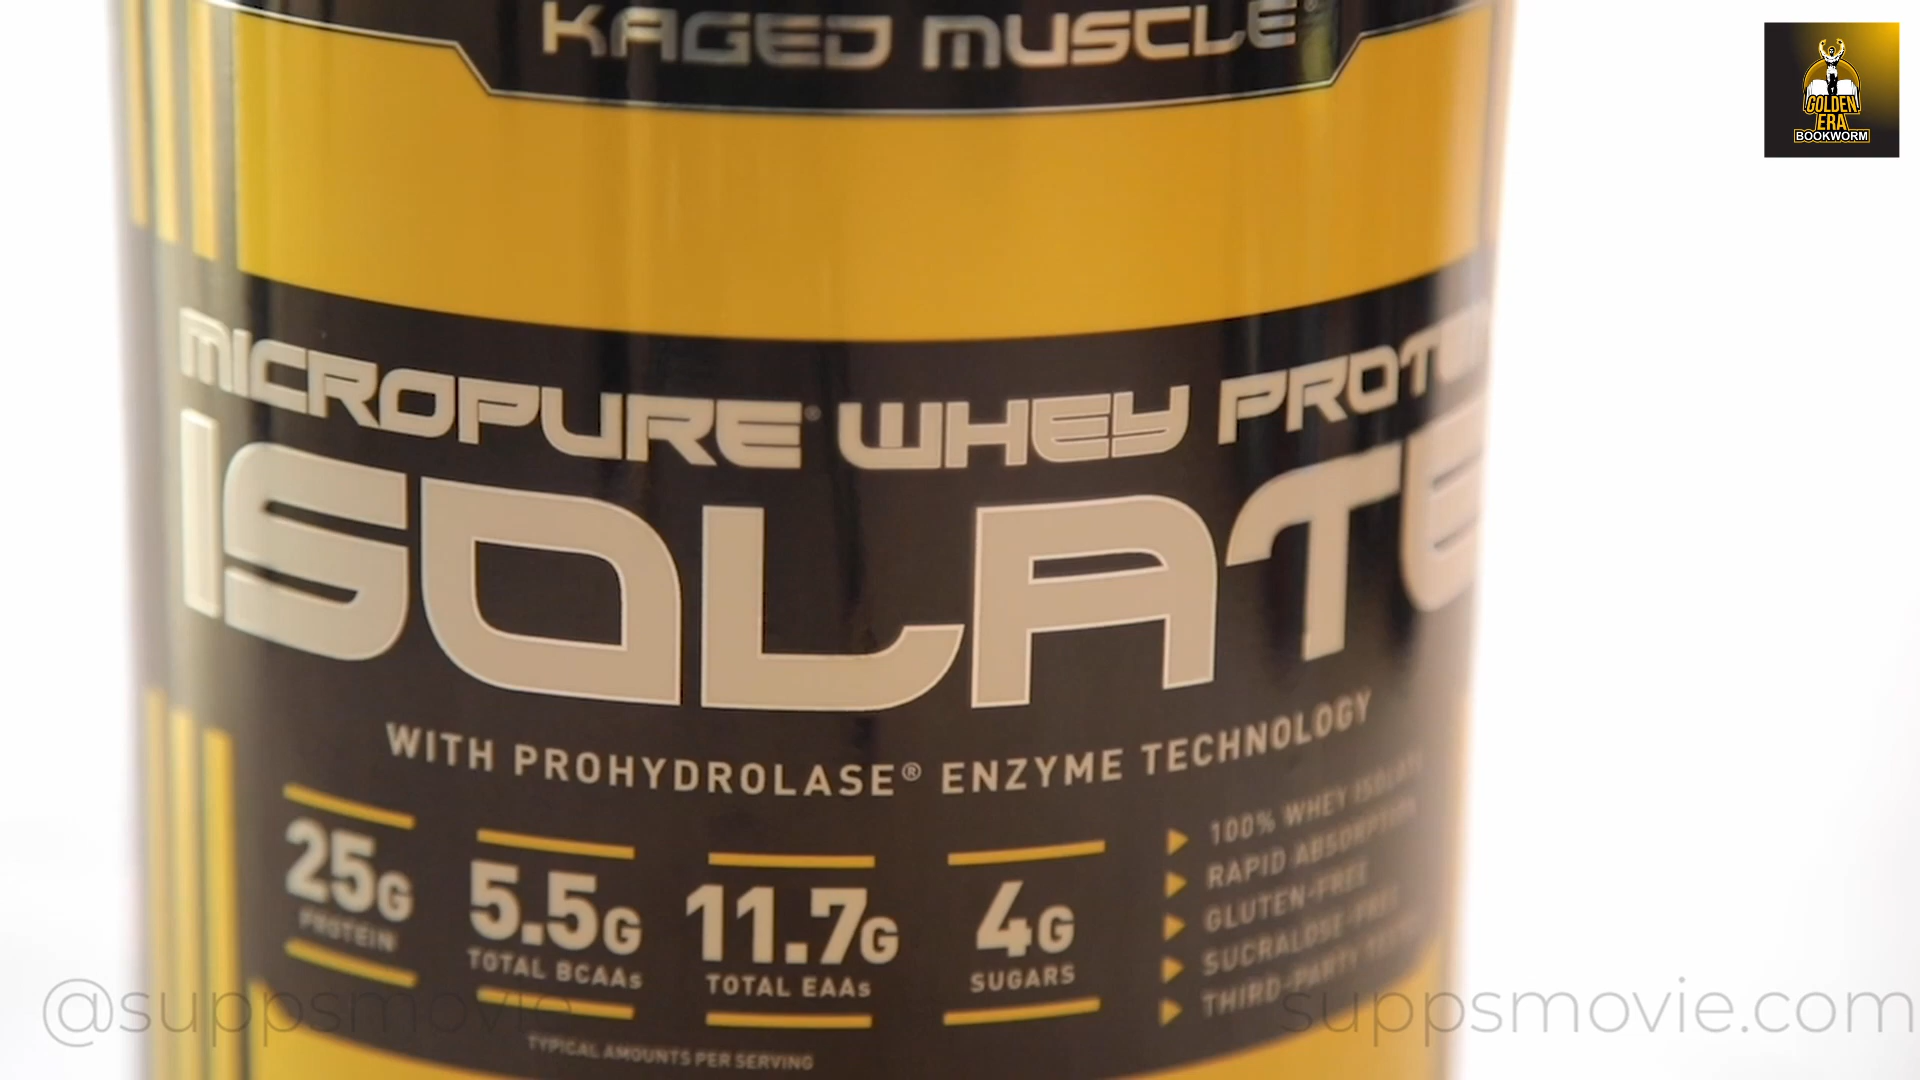 KAGED MUSCLE®
GOLDEN
ERA
BOOKWORM
MICROPURE® WHEY PROTEIN
ISOLATE
WITH PROHYDROLASE® ENZYME TECHNOLOGY
25G
PROTEIN
5.5G
TOTAL BCAAs
11.7G
TOTAL EAAs
4G
SUGARS
100% WHEY ISOLATE
RAPID ABSORPTION
GLUTEN-FREE
SUCRALOSE-FREE
THIRD-PARTY
TYPICAL AMOUNTS PER SERVING
@suppsmovie
suppsmovie.com